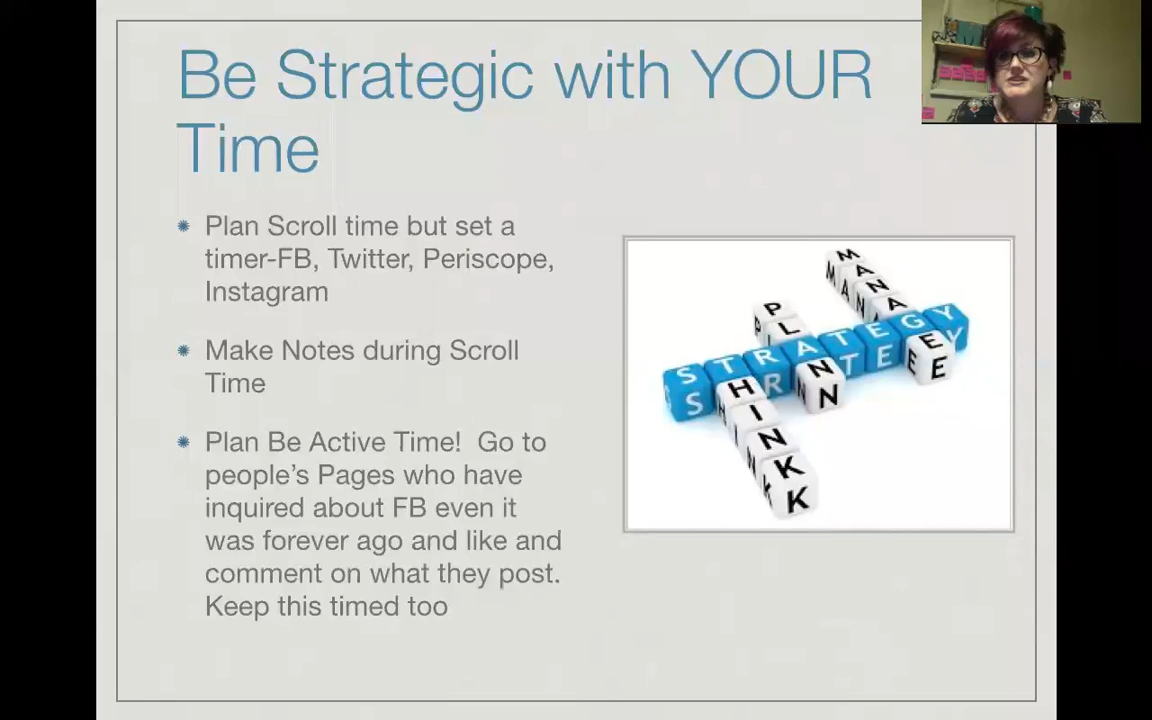 Be Strategic with YOUR
Time
Plan Scroll time but set a
timer-FB, Twitter, Periscope,
Instagram
Make Notes during Scroll
Time
Plan Be Active Time!  Go to
people's Pages who have
inquired about FB even it
was forever ago and like and
comment on what they post.
Keep this timed too
MANAGE
PLAN
STRATEGY
THINK